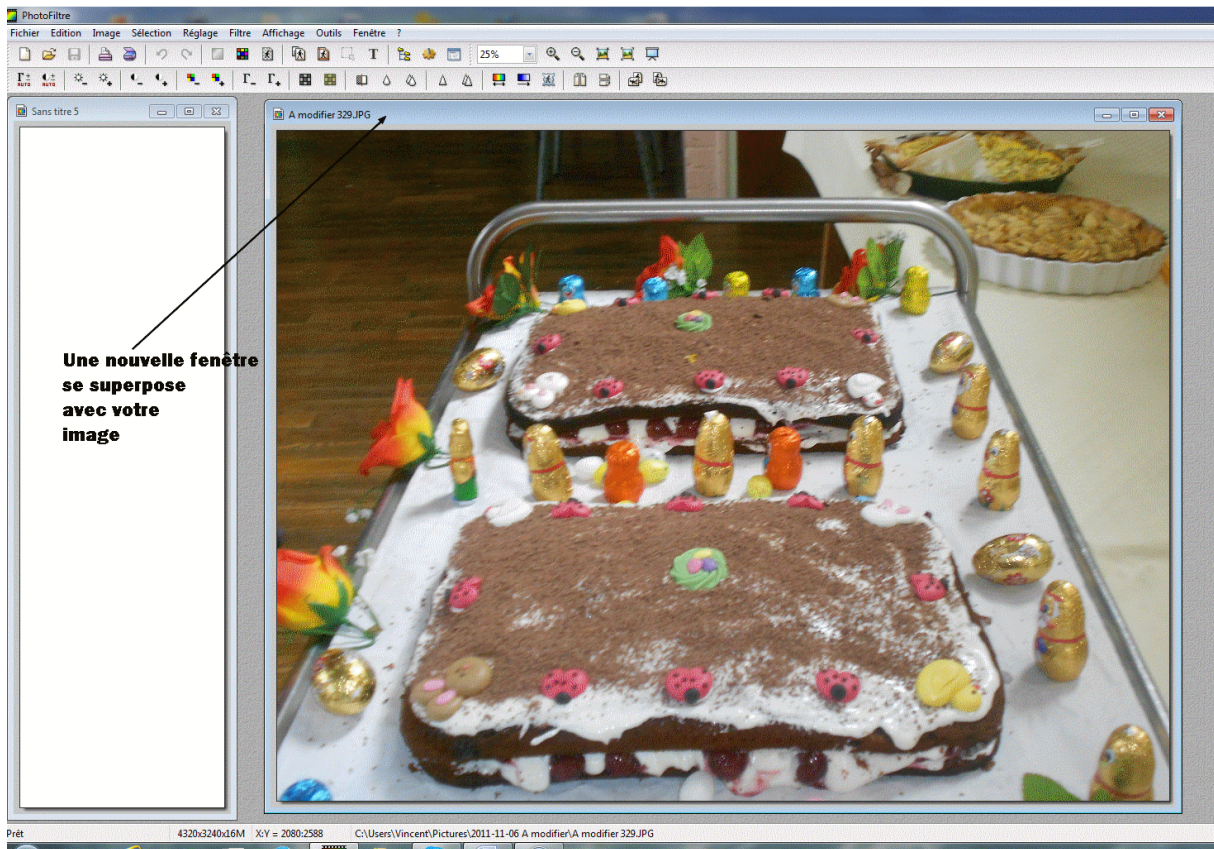 PhotoFiltre
Fichier Edition Image Sélection Réglage Filtre Affichage Outils Fenêtre ?
T 25%
Γ± AUTO AUTO
Sans titre 5
A modifier 329.JPG
Une nouvelle fenêtre
se superpose
avec votre
image
Prêt 4320x3240x16M X:Y = 2080:2588 C:\Users\Vincent\Pictures\2011-11-06 A modifier\A modifier 329.JPG